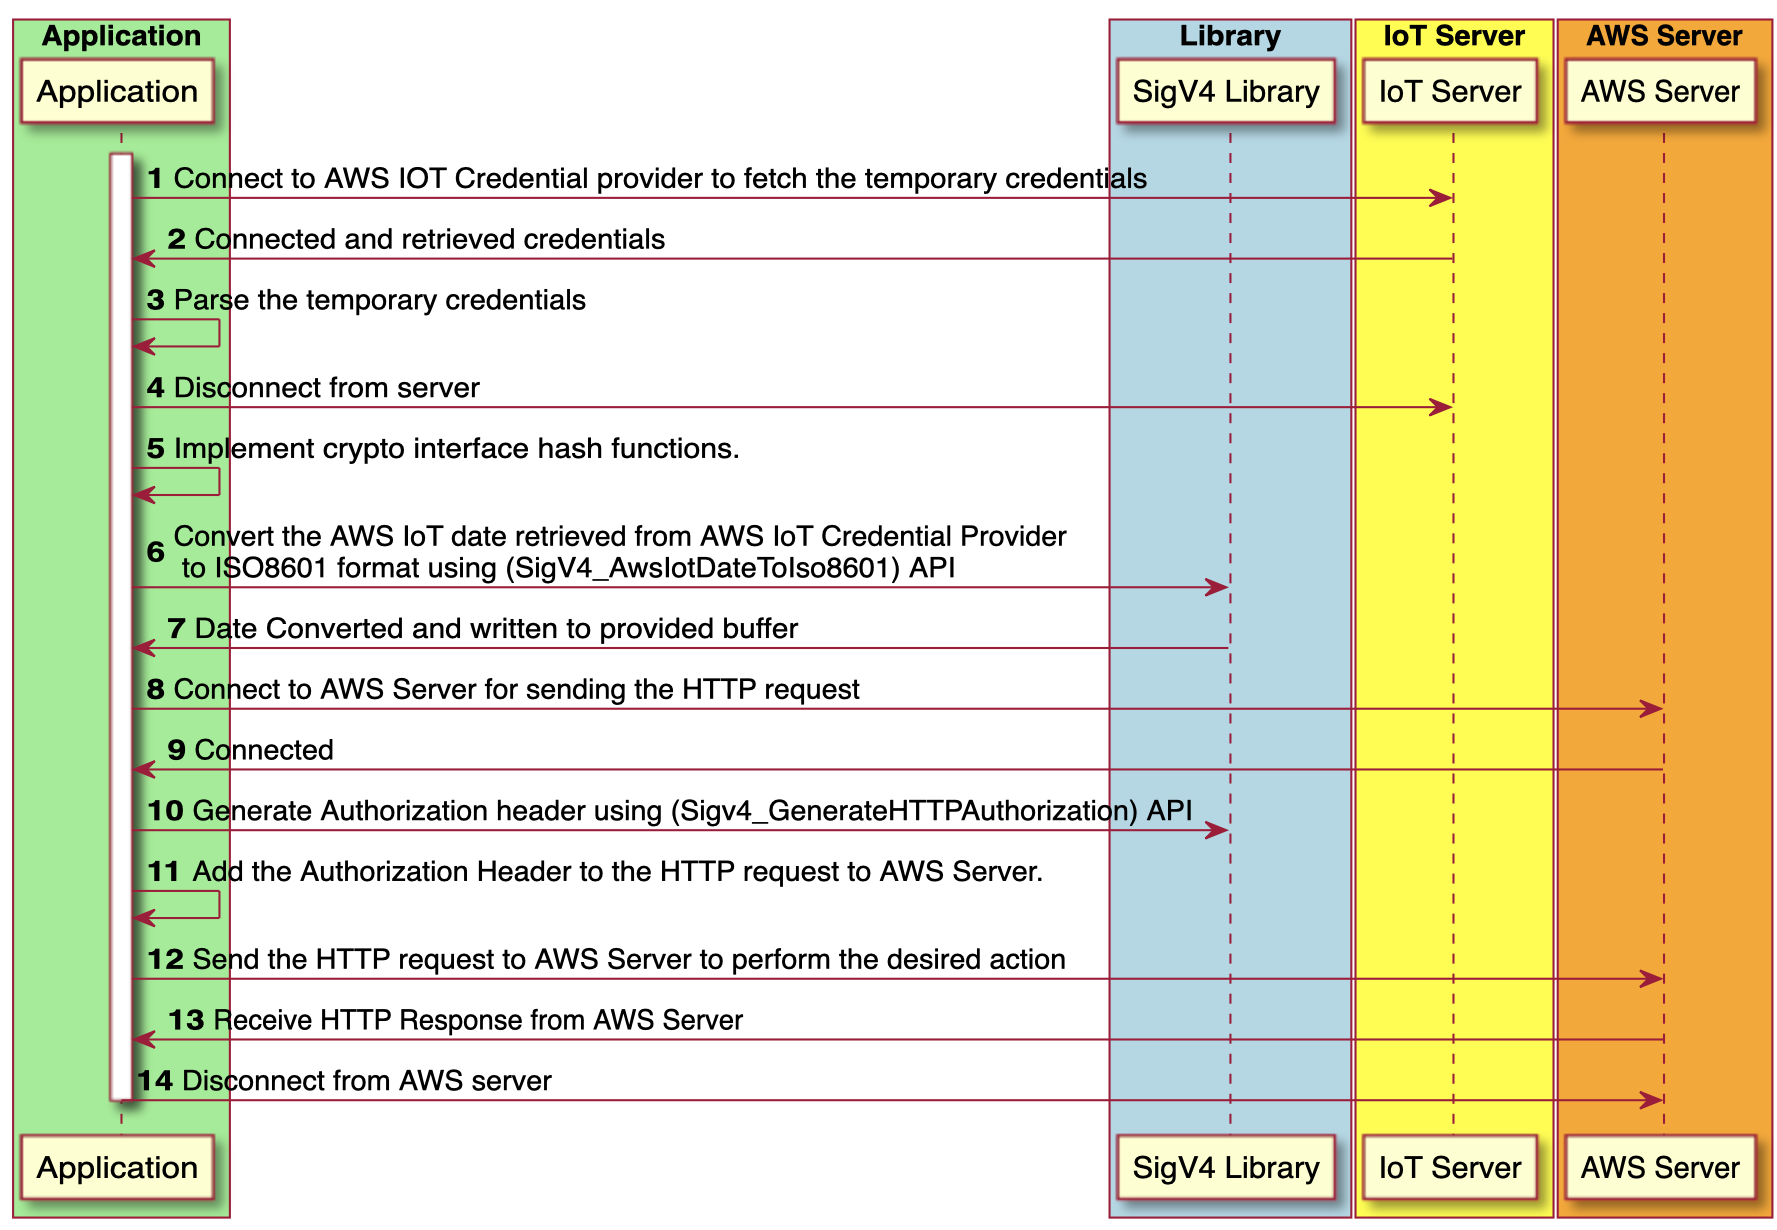 Application
Library
IoT Server
AWS Server
Application
SigV4 Library
IoT Server
AWS Server
1 Connect to AWS IOT Credential provider to fetch the temporary credentials
2 Connected and retrieved credentials
3 Parse the temporary credentials
4 Disconnect from server
5 Implement crypto interface hash functions.
6 Convert the AWS IoT date retrieved from AWS IoT Credential Provider
to ISO8601 format using (SigV4_AwsIotDateToIso8601) API
7 Date Converted and written to provided buffer
8 Connect to AWS Server for sending the HTTP request
9 Connected
10 Generate Authorization header using (Sigv4_GenerateHTTPAuthorization) API
11 Add the Authorization Header to the HTTP request to AWS Server.
12 Send the HTTP request to AWS Server to perform the desired action
13 Receive HTTP Response from AWS Server
14 Disconnect from AWS server
Application
SigV4 Library
IoT Server
AWS Server